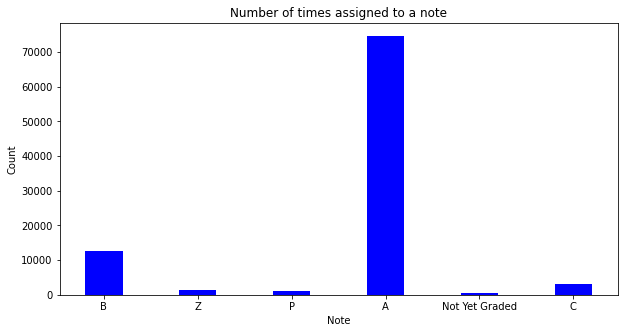 Number of times assigned to a note
70000
60000
50000
40000
30000
20000
10000
0
Count
B Z P A Not Yet Graded C
Note